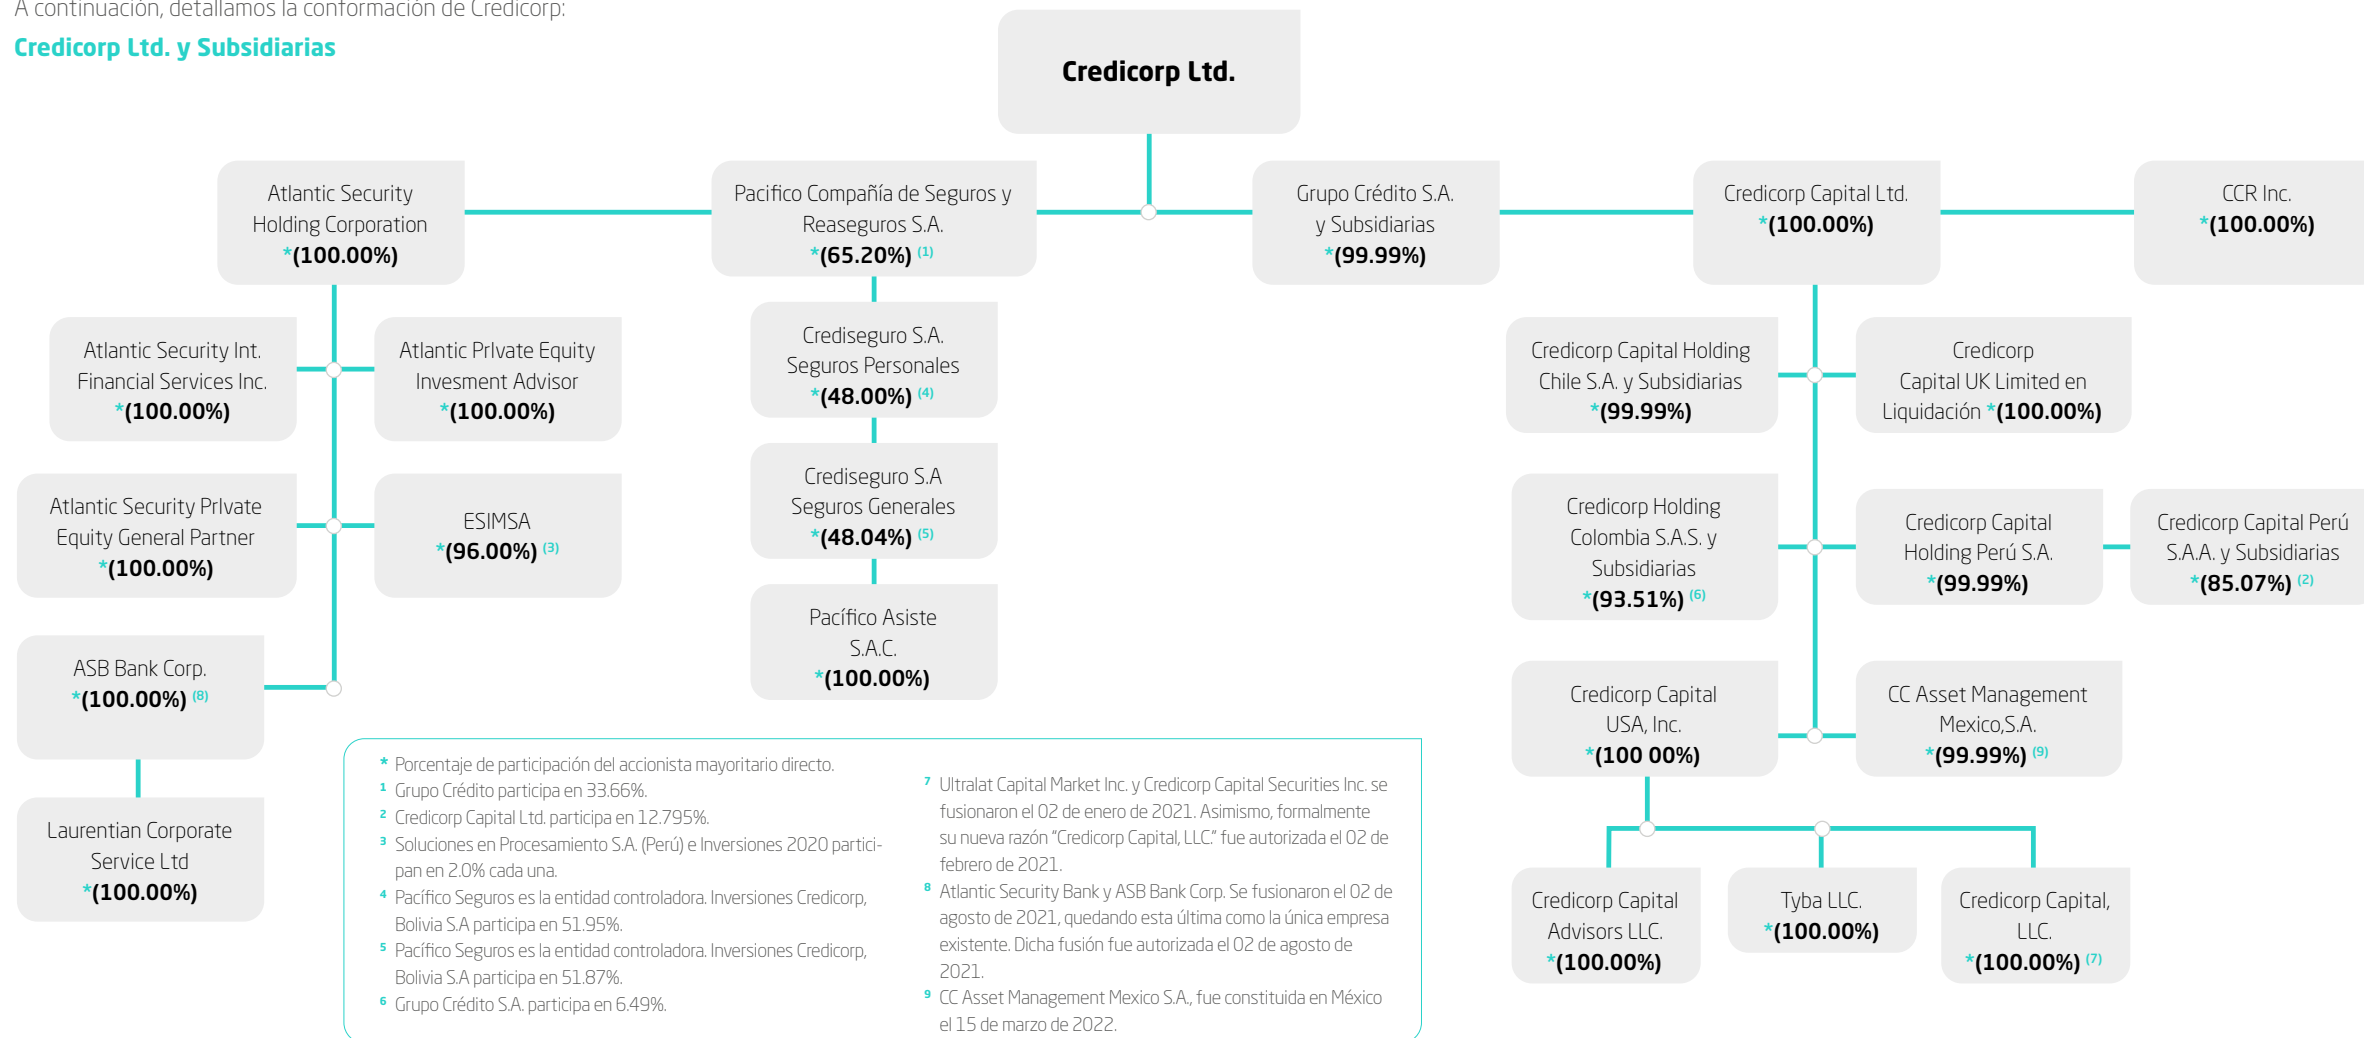 A continuación, detallamos la conformación de Credicorp:
Credicorp Ltd. y Subsidiarias
Credicorp Ltd.
Atlantic Security
Holding Corporation
*(100.00%)
Pacifico Compañía de Seguros y
Reaseguros S.A.
*(65.20%) (1)
Grupo Crédito S.A.
y Subsidiarias
*(99.99%)
Credicorp Capital Ltd.
*(100.00%)
CCR Inc.
*(100.00%)
Atlantic Security Int.
Financial Services Inc.
*(100.00%)
Atlantic PrIvate Equity
Invesment Advisor
*(100.00%)
Atlantic Security PrIvate
Equity General Partner
*(100.00%)
ESIMSA
*(96.00%) (3)
ASB Bank Corp.
*(100.00%) (8)
Laurentian Corporate
Service Ltd
*(100.00%)
Crediseguro S.A.
Seguros Personales
*(48.00%) (4)
Crediseguro S.A
Seguros Generales
*(48.04%) (5)
Pacífico Asiste
S.A.C.
*(100.00%)
Credicorp Capital Holding
Chile S.A. y Subsidiarias
*(99.99%)
Credicorp
Capital UK Limited en
Liquidación *(100.00%)
Credicorp Holding
Colombia S.A.S. y
Subsidiarias
*(93.51%) (6)
Credicorp Capital
Holding Perú S.A.
*(99.99%)
Credicorp Capital Perú
S.A.A. y Subsidiarias
*(85.07%) (2)
Credicorp Capital
USA, Inc.
*(100 00%)
CC Asset Management
Mexico,S.A.
*(99.99%) (9)
Credicorp Capital
Advisors LLC.
*(100.00%)
Tyba LLC.
*(100.00%)
Credicorp Capital,
LLC.
*(100.00%) (7)
* Porcentaje de participación del accionista mayoritario directo.
1 Grupo Crédito participa en 33.66%.
2 Credicorp Capital Ltd. participa en 12.795%.
3 Soluciones en Procesamiento S.A. (Perú) e Inversiones 2020 partici-
pan en 2.0% cada una.
4 Pacífico Seguros es la entidad controladora. Inversiones Credicorp,
Bolivia S.A participa en 51.95%.
5 Pacífico Seguros es la entidad controladora. Inversiones Credicorp,
Bolivia S.A participa en 51.87%.
6 Grupo Crédito S.A. participa en 6.49%.
7 Ultralat Capital Market Inc. y Credicorp Capital Securities Inc. se
fusionaron el 02 de enero de 2021. Asimismo, formalmente
su nueva razón “Credicorp Capital, LLC.” fue autorizada el 02 de
febrero de 2021.
8 Atlantic Security Bank y ASB Bank Corp. Se fusionaron el 02 de
agosto de 2021, quedando esta última como la única empresa
existente. Dicha fusión fue autorizada el 02 de agosto de
2021.
9 CC Asset Management Mexico S.A., fue constituida en México
el 15 de marzo de 2022.